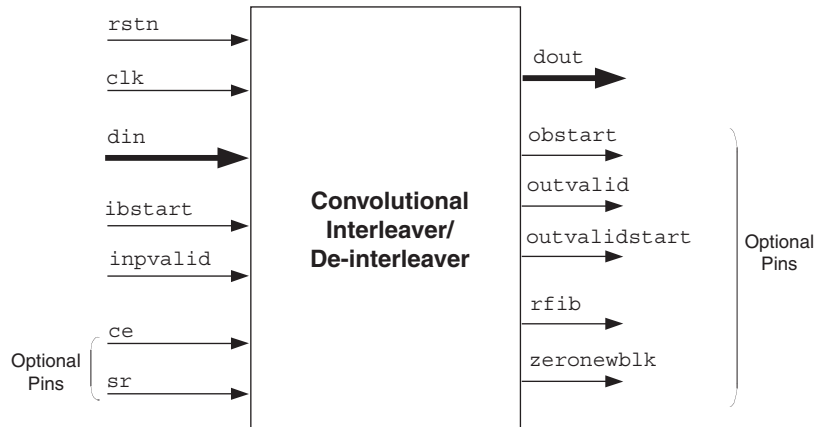 rstn
clk
din
ibstart
inpvalid
ce
sr
Optional
Pins
Convolutional
Interleaver/
De-interleaver
dout
obstart
outvalid
outvalidstart
rfib
zeronewblk
Optional
Pins